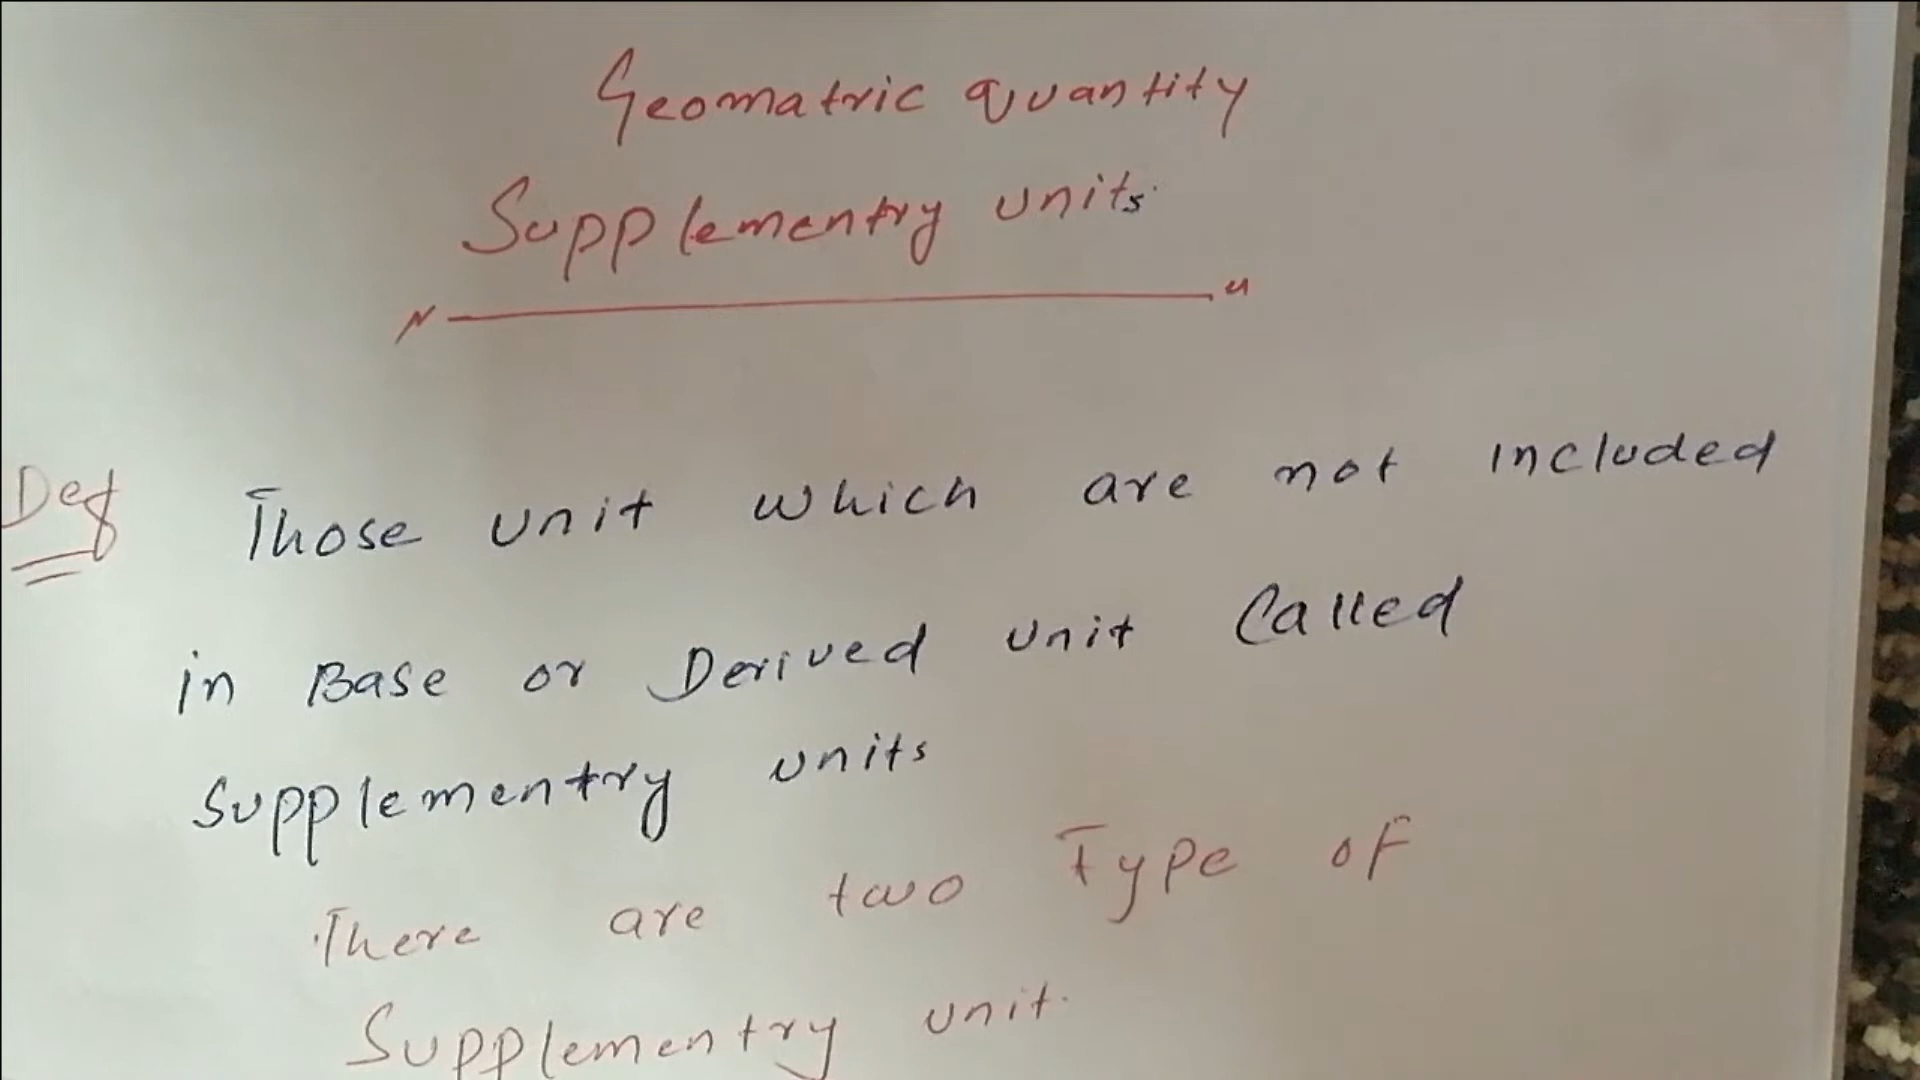 Geomatric quantity
Supplementry units
Def Those unit which are not included
in Base or Derived unit Called
Supplementry units
There are two Type of
Supplementry unit.